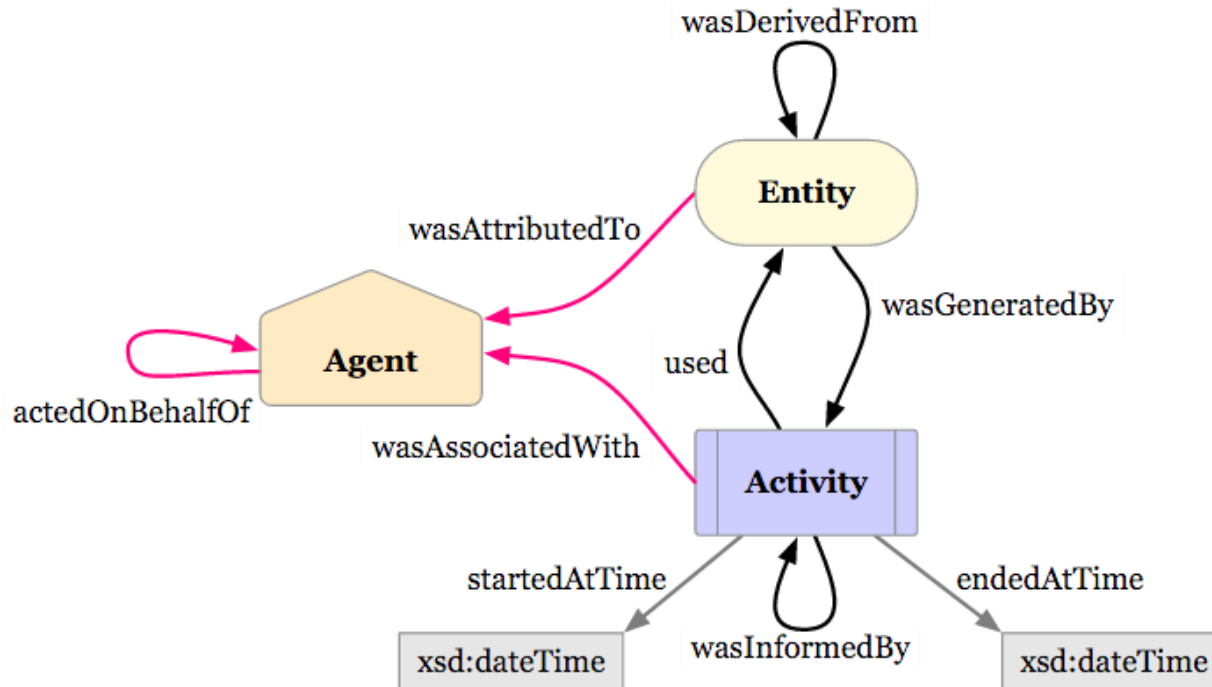 wasDerivedFrom
Entity
wasAttributedTo
wasGeneratedBy
used
Agent
actedOnBehalfOf
wasAssociatedWith
Activity
startedAtTime
endedAtTime
wasInformedBy
xsd:dateTime
xsd:dateTime